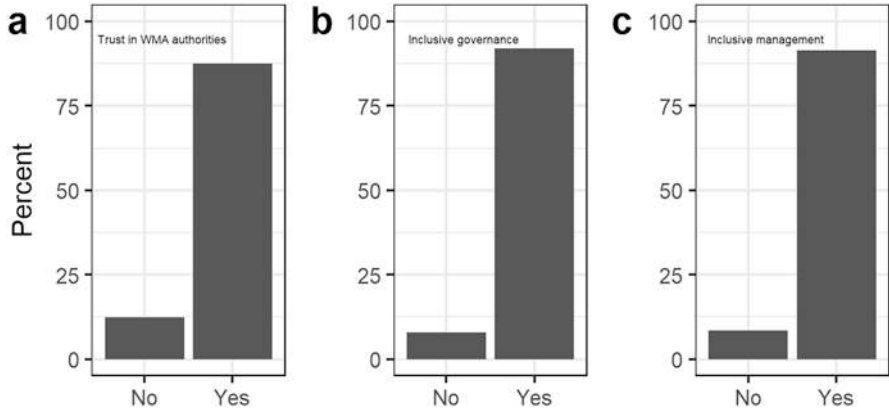 a
Trust in WMA authorities
100
75
50
25
0
Percent
No Yes
b
Inclusive governance
100
75
50
25
0
No Yes
c
Inclusive management
100
75
50
25
0
No Yes